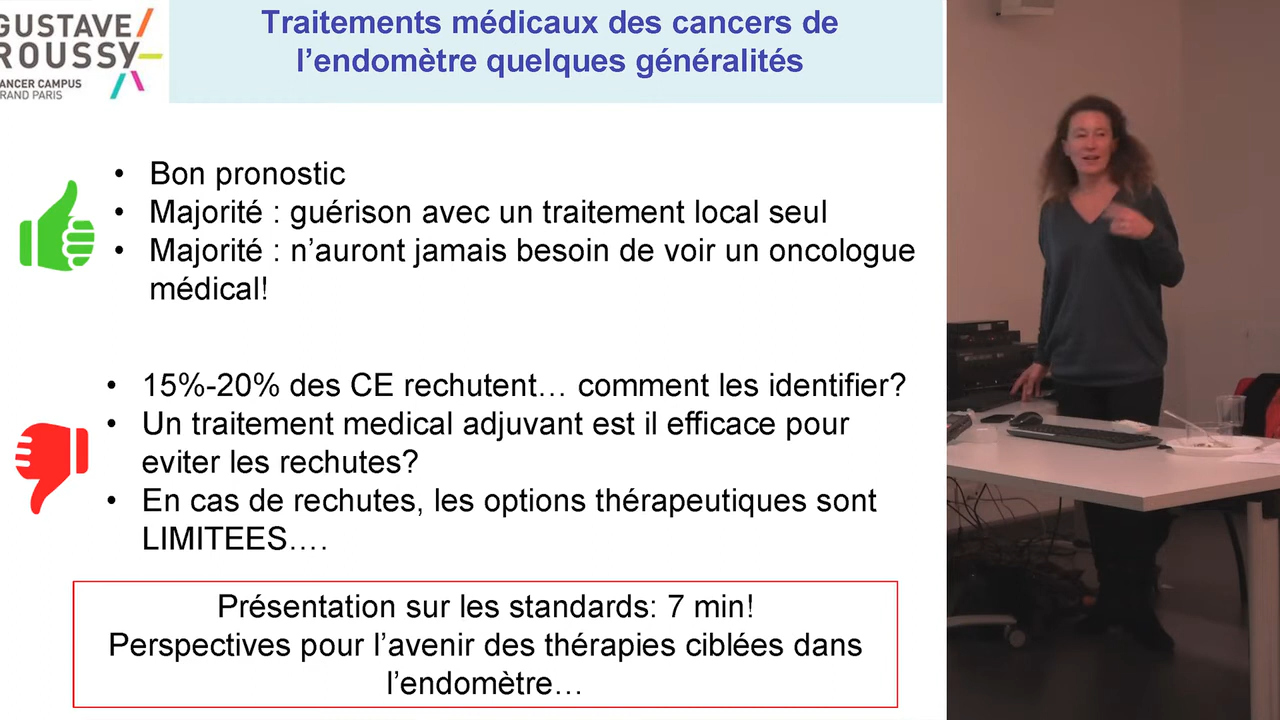 GUSTAVE/
ROUSSY
ANCER CAMPUS
RAND PARIS
Traitements médicaux des cancers de
l’endomètre quelques généralités
• Bon pronostic
• Majorité : guérison avec un traitement local seul
• Majorité : n’auront jamais besoin de voir un oncologue
médical!
• 15%-20% des CE rechutent… comment les identifier?
• Un traitement medical adjuvant est il efficace pour
eviter les rechutes?
• En cas de rechutes, les options thérapeutiques sont
LIMITEES….
Présentation sur les standards: 7 min!
Perspectives pour l’avenir des thérapies ciblées dans
l’endomètre…